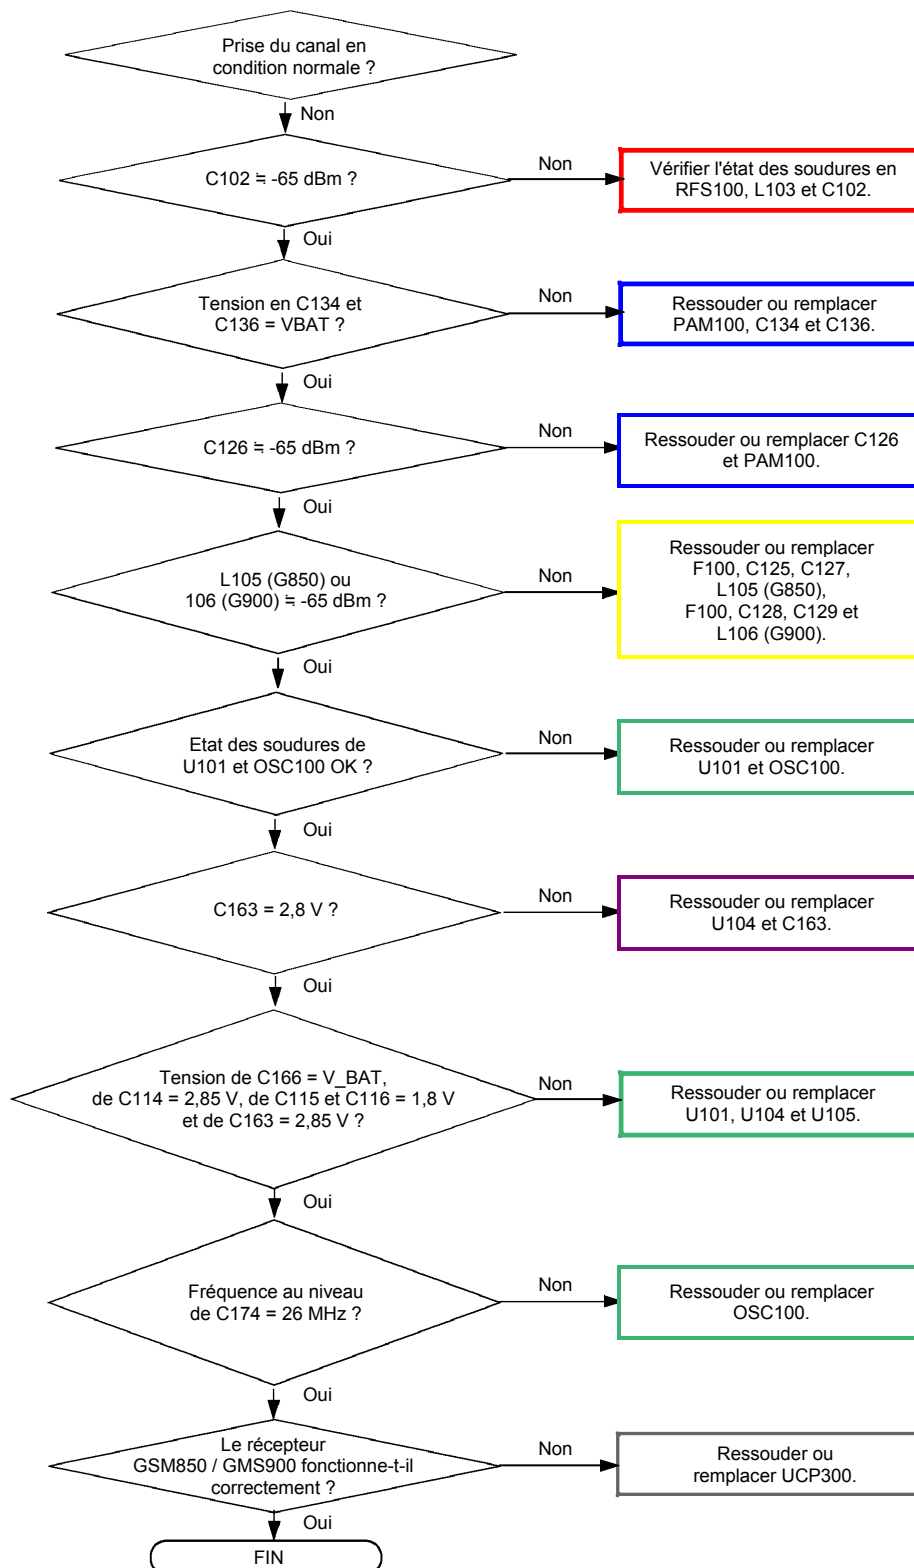 Prise du canal en
condition normale ?
Non
C102 ≒ -65 dBm ?
Non
Vérifier l'état des soudures en
RFS100, L103 et C102.
Oui
Tension en C134 et
C136 = VBAT ?
Non
Ressouder ou remplacer
PAM100, C134 et C136.
Oui
C126 ≒ -65 dBm ?
Non
Ressouder ou remplacer C126
et PAM100.
Oui
L105 (G850) ou
106 (G900) ≒ -65 dBm ?
Non
Ressouder ou remplacer
F100, C125, C127,
L105 (G850),
F100, C128, C129 et
L106 (G900).
Oui
Etat des soudures de
U101 et OSC100 OK ?
Non
Ressouder ou remplacer
U101 et OSC100.
Oui
C163 = 2,8 V ?
Non
Ressouder ou remplacer
U104 et C163.
Oui
Tension de C166 = V_BAT,
de C114 = 2,85 V, de C115 et C116 = 1,8 V
et de C163 = 2,85 V ?
Non
Ressouder ou remplacer
U101, U104 et U105.
Oui
Fréquence au niveau
de C174 = 26 MHz ?
Non
Ressouder ou remplacer
OSC100.
Oui
Le récepteur
GSM850 / GMS900 fonctionne-t-il
correctement ?
Non
Ressouder ou
remplacer UCP300.
Oui
FIN